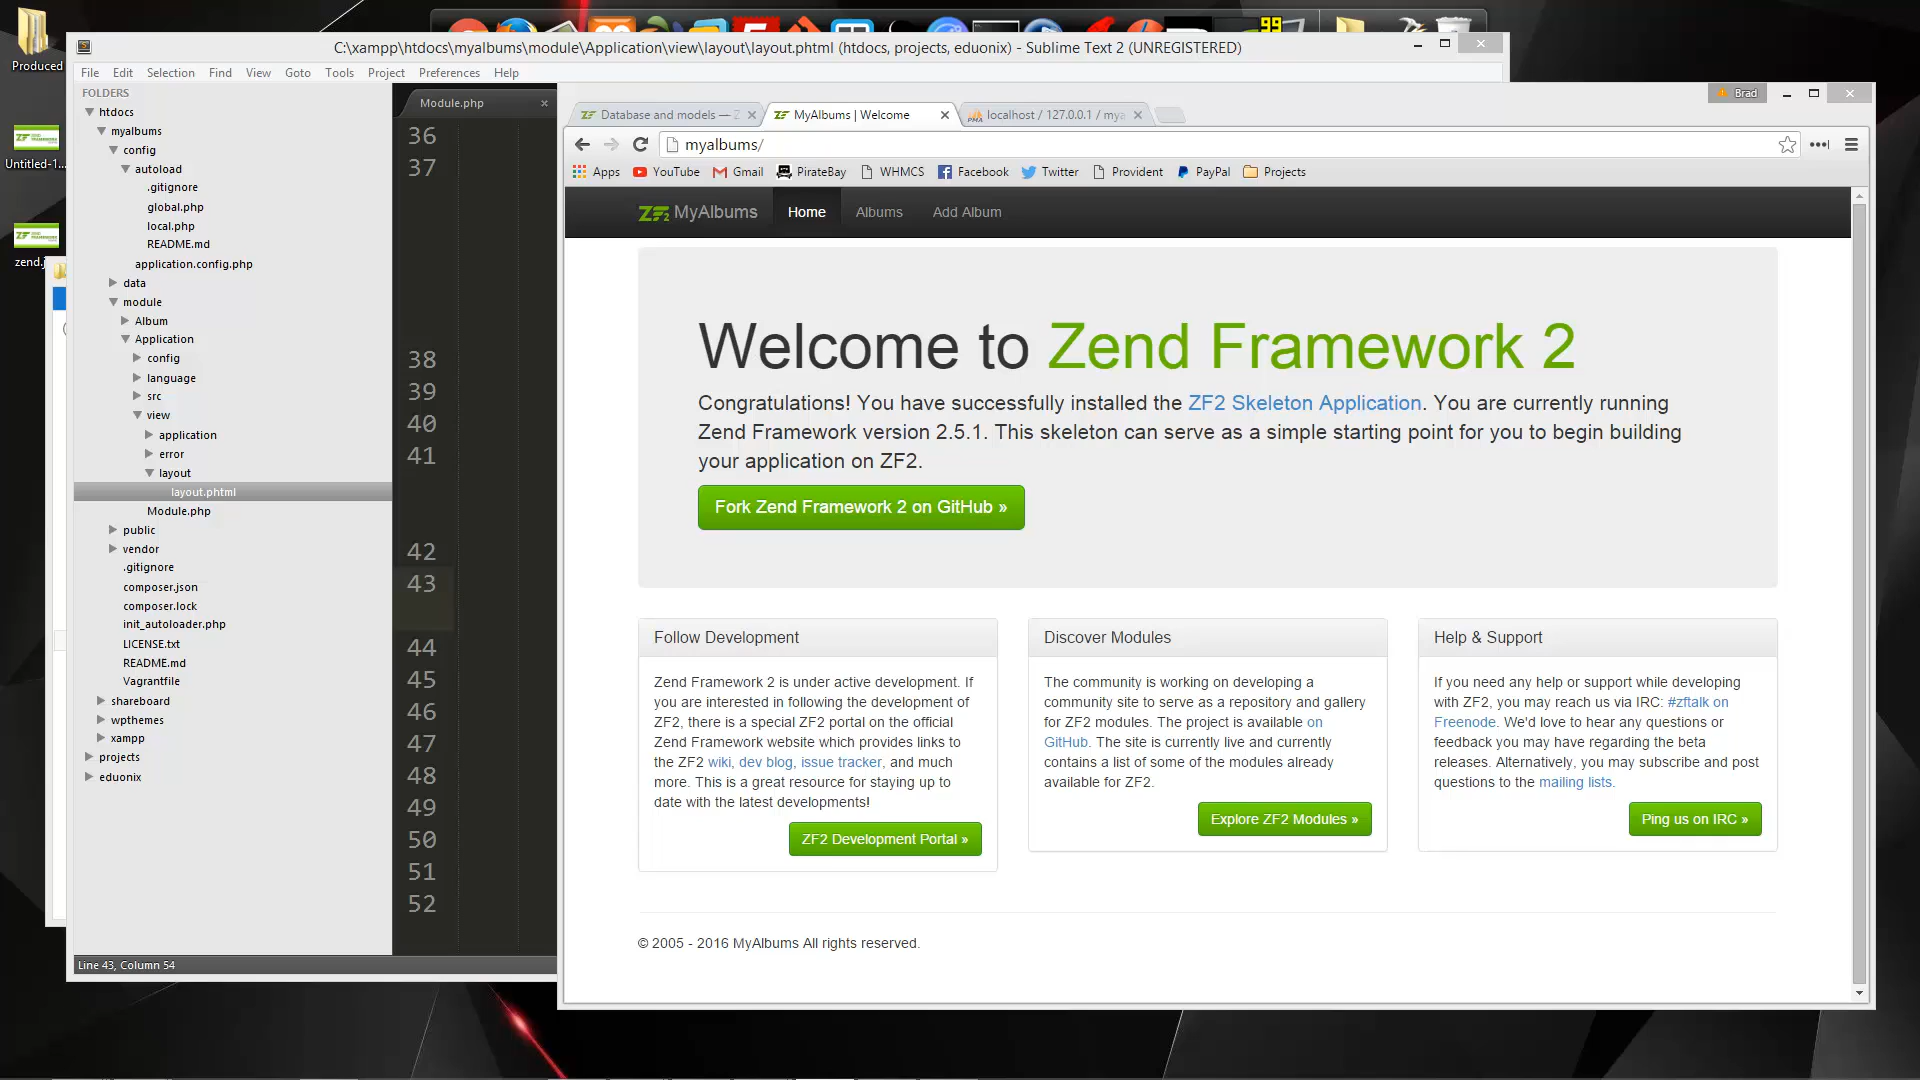 Produced
Untitled-1...
zend.j
99
C:\xampp\htdocs\myalbums\module\Application\view\layout\layout.phtml (htdocs, projects, eduonix) - Sublime Text 2 (UNREGISTERED)
File Edit Selection Find View Goto Tools Project Preferences Help
FOLDERS
htdocs
myalbums
config
autoload
.gitignore
global.php
local.php
README.md
application.config.php
data
module
Album
Application
config
language
src
view
application
error
layout
layout.phtml
Module.php
public
vendor
.gitignore
composer.json
composer.lock
init_autoloader.php
LICENSE.txt
README.md
Vagrantfile
shareboard
wpthemes
xampp
projects
eduonix
Module.php
36
37
38
39
40
41
42
43
44
45
46
47
48
49
50
51
52
Line 43, Column 54
Brad
Database and models — Z
MyAlbums | Welcome
localhost / 127.0.0.1 / mya
myalbums/
Apps YouTube Gmail PirateBay WHMCS Facebook Twitter Provident PayPal Projects
ZF2 MyAlbums Home Albums Add Album
Welcome to Zend Framework 2
Congratulations! You have successfully installed the ZF2 Skeleton Application. You are currently running
Zend Framework version 2.5.1. This skeleton can serve as a simple starting point for you to begin building
your application on ZF2.
Fork Zend Framework 2 on GitHub »
Follow Development
Zend Framework 2 is under active development. If
you are interested in following the development of
ZF2, there is a special ZF2 portal on the official
Zend Framework website which provides links to
the ZF2 wiki, dev blog, issue tracker, and much
more. This is a great resource for staying up to
date with the latest developments!
ZF2 Development Portal »
Discover Modules
The community is working on developing a
community site to serve as a repository and gallery
for ZF2 modules. The project is available on
GitHub. The site is currently live and currently
contains a list of some of the modules already
available for ZF2.
Explore ZF2 Modules »
Help & Support
If you need any help or support while developing
with ZF2, you may reach us via IRC: #zftalk on
Freenode. We'd love to hear any questions or
feedback you may have regarding the beta
releases. Alternatively, you may subscribe and post
questions to the mailing lists.
Ping us on IRC »
© 2005 - 2016 MyAlbums All rights reserved.